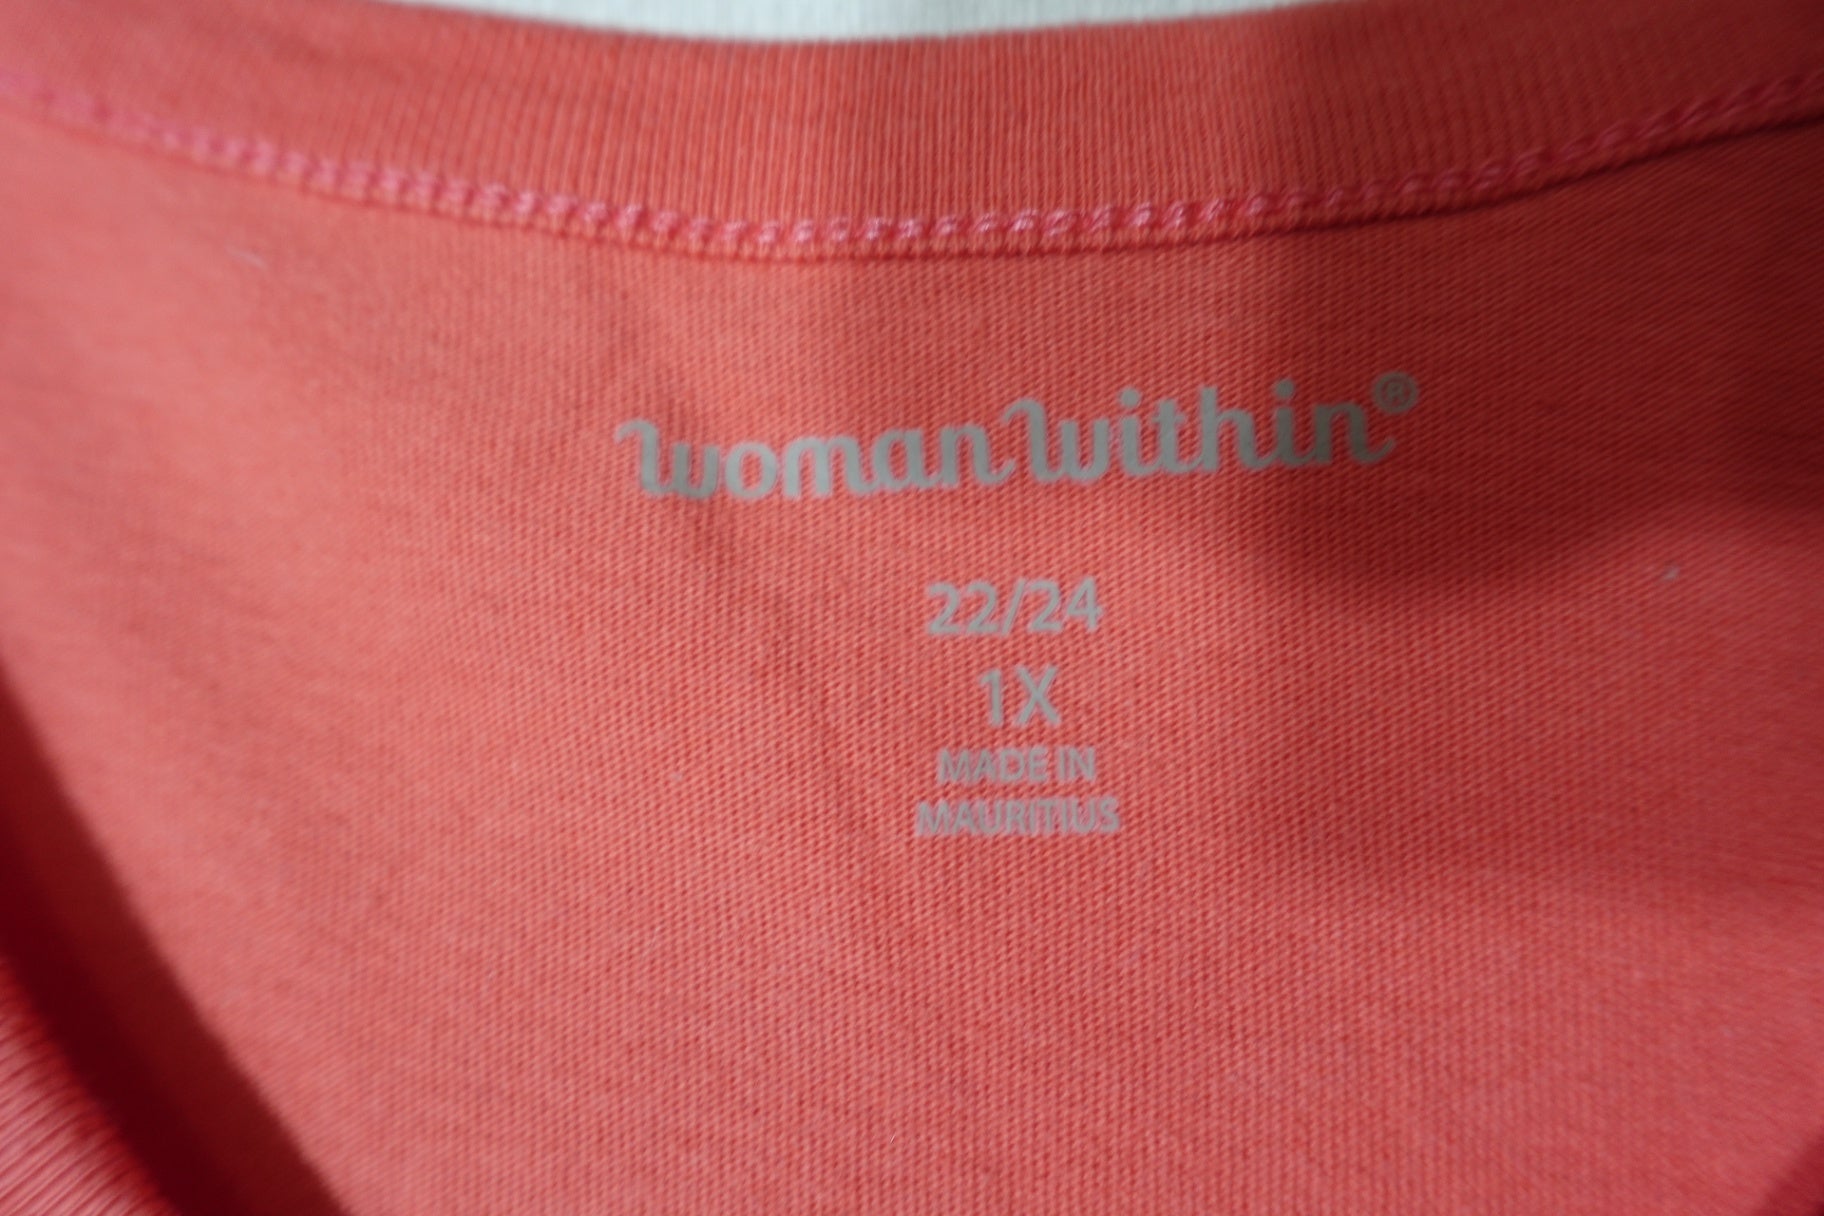 woman within®
22/24
1X
MADE IN
MAURITIUS